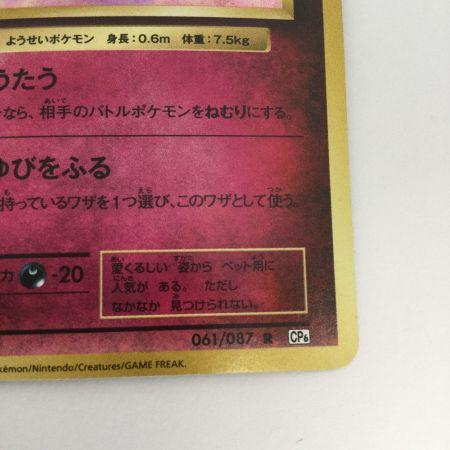 ようせいポケモン 身長：0.6m 体重：7.5kg
うたう
なら、相手のバトルポケモンをねむりにする。
ゆびをふる
持っているワザを1つ選び、このワザとして使う。
力 -20
愛くるしい 姿から ペット用に
人気が ある。 ただし
なかなか 見つけられない。
061/087 R CP6
okémon/Nintendo/Creatures/GAME FREAK.